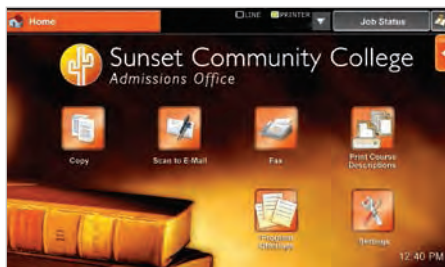 Home
LINE
PRINTER
Job Status
Sunset Community College
Admissions Office
Copy
Scan to E-Mail
Fax
Print Course
Descriptions
Settings
12:40 PM